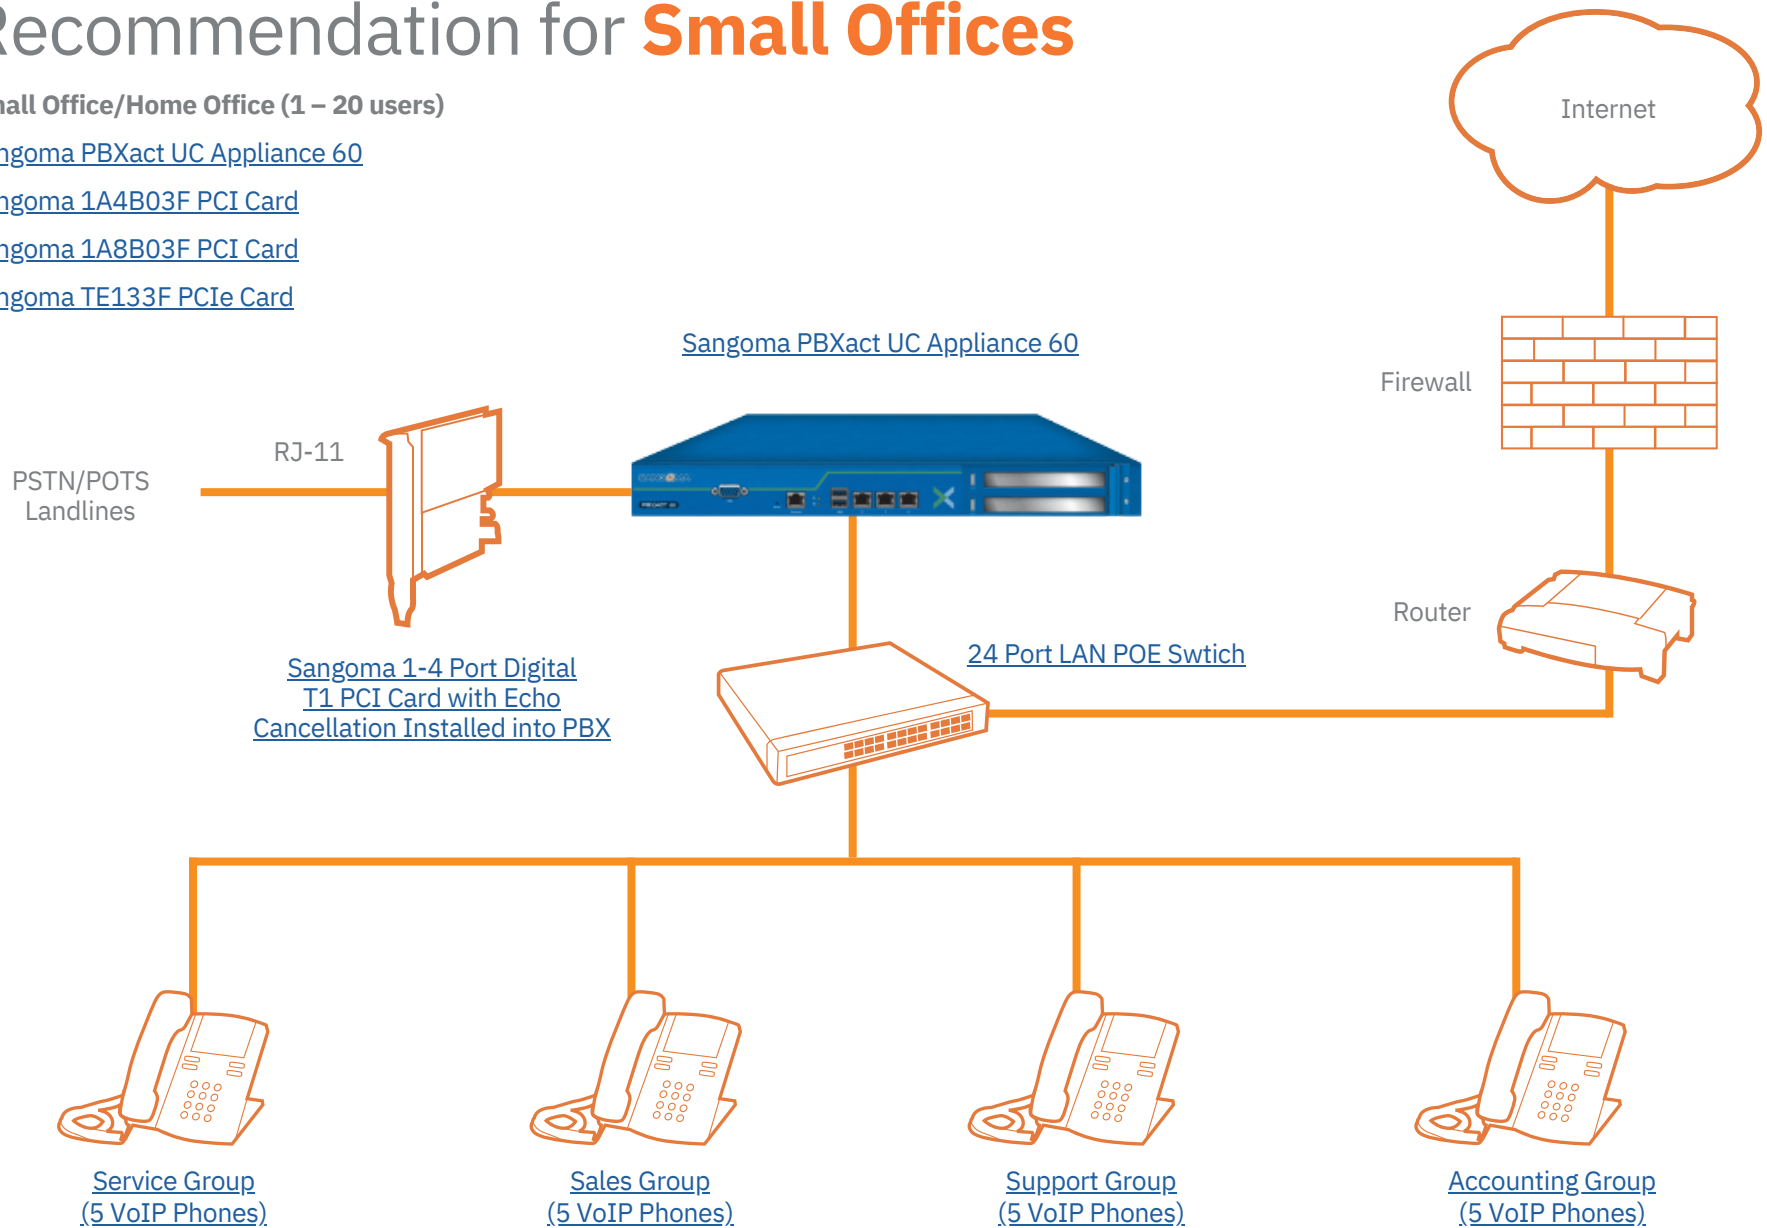 Recommendation for Small Offices
mall Office/Home Office (1 – 20 users)
ngoma PBXact UC Appliance 60
ngoma 1A4B03F PCI Card
ngoma 1A8B03F PCI Card
ngoma TE133F PCIe Card
Internet
Sangoma PBXact UC Appliance 60
Firewall
RJ-11
PSTN/POTS
Landlines
SANGOMA
Router
24 Port LAN POE Swtich
Sangoma 1-4 Port Digital
T1 PCI Card with Echo
Cancellation Installed into PBX
Service Group
(5 VoIP Phones)
Sales Group
(5 VoIP Phones)
Support Group
(5 VoIP Phones)
Accounting Group
(5 VoIP Phones)